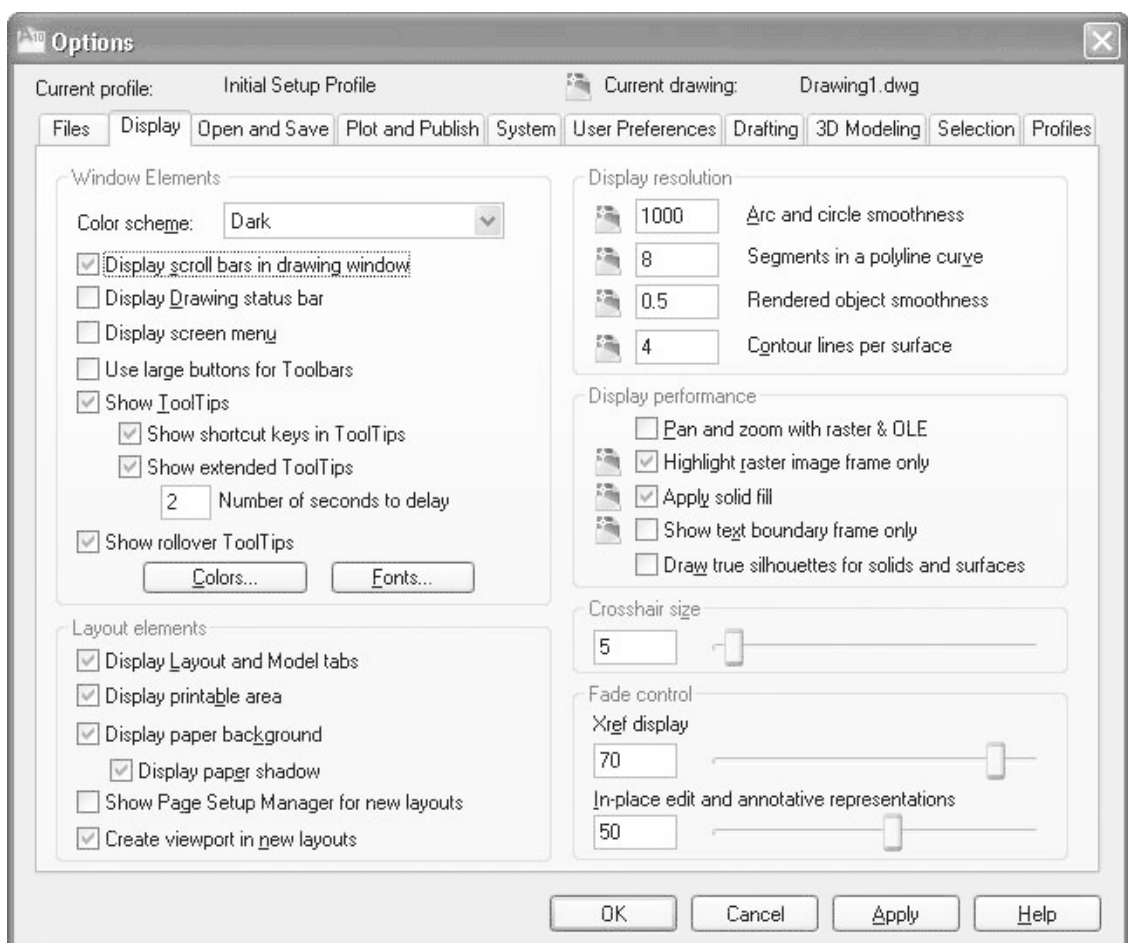 Options
Current profile: Initial Setup Profile Current drawing: Drawing1.dwg
Files Display Open and Save Plot and Publish System User Preferences Drafting 3D Modeling Selection Profiles
Window Elements
Color scheme: Dark
Display scroll bars in drawing window
Display Drawing status bar
Display screen menu
Use large buttons for Toolbars
Show ToolTips
Show shortcut keys in ToolTips
Show extended ToolTips
2 Number of seconds to delay
Show rollover ToolTips
Colors... Fonts...
Layout elements
Display Layout and Model tabs
Display printable area
Display paper background
Display paper shadow
Show Page Setup Manager for new layouts
Create viewport in new layouts
Display resolution
1000 Arc and circle smoothness
8 Segments in a polyline curve
0.5 Rendered object smoothness
4 Contour lines per surface
Display performance
Pan and zoom with raster & OLE
Highlight raster image frame only
Apply solid fill
Show text boundary frame only
Draw true silhouettes for solids and surfaces
Crosshair size
5
Fade control
Xref display
70
In-place edit and annotative representations
50
OK Cancel Apply Help